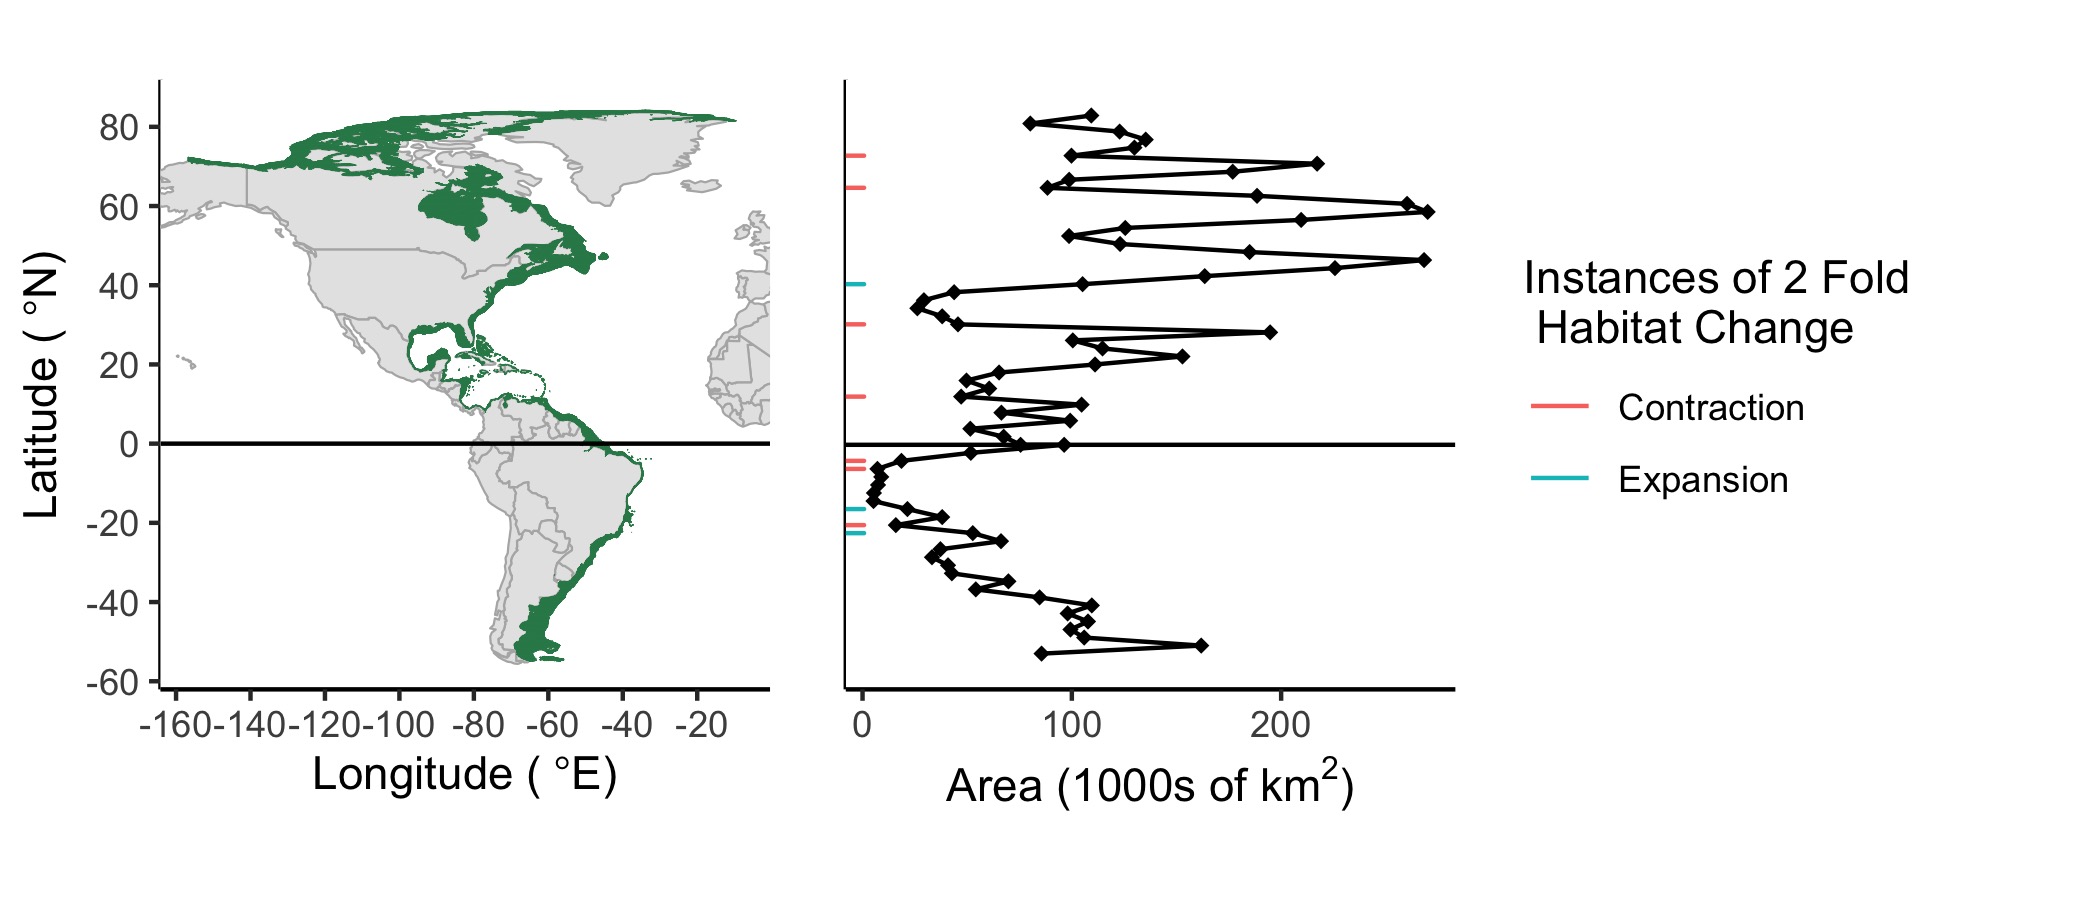 80
60
40
20
0
-20
-40
-60
Latitude ( °N)
-160 -140 -120 -100 -80 -60 -40 -20
Longitude ( °E)
0 100 200
Area (1000s of km²)
Instances of 2 Fold
Habitat Change
Contraction
Expansion